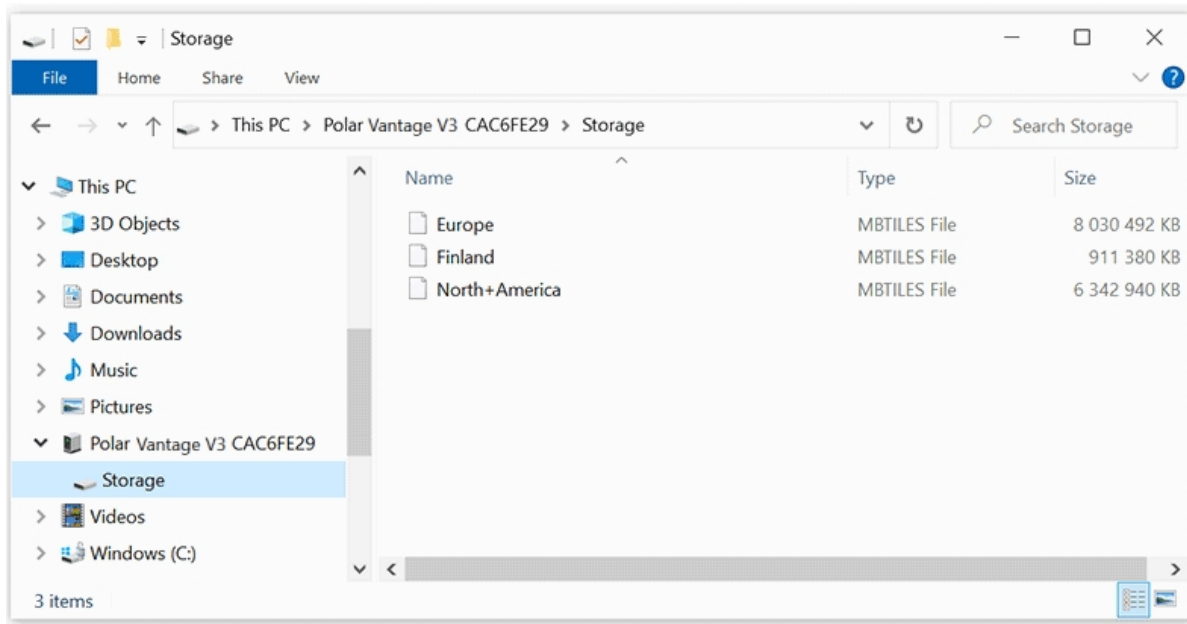 Storage
File Home Share View
This PC > Polar Vantage V3 CAC6FE29 > Storage
Search Storage
This PC
3D Objects
Desktop
Documents
Downloads
Music
Pictures
Polar Vantage V3 CAC6FE29
Storage
Videos
Windows (C:)
Name Type Size
Europe MBTILES File 8 030 492 KB
Finland MBTILES File 911 380 KB
North+America MBTILES File 6 342 940 KB
3 items